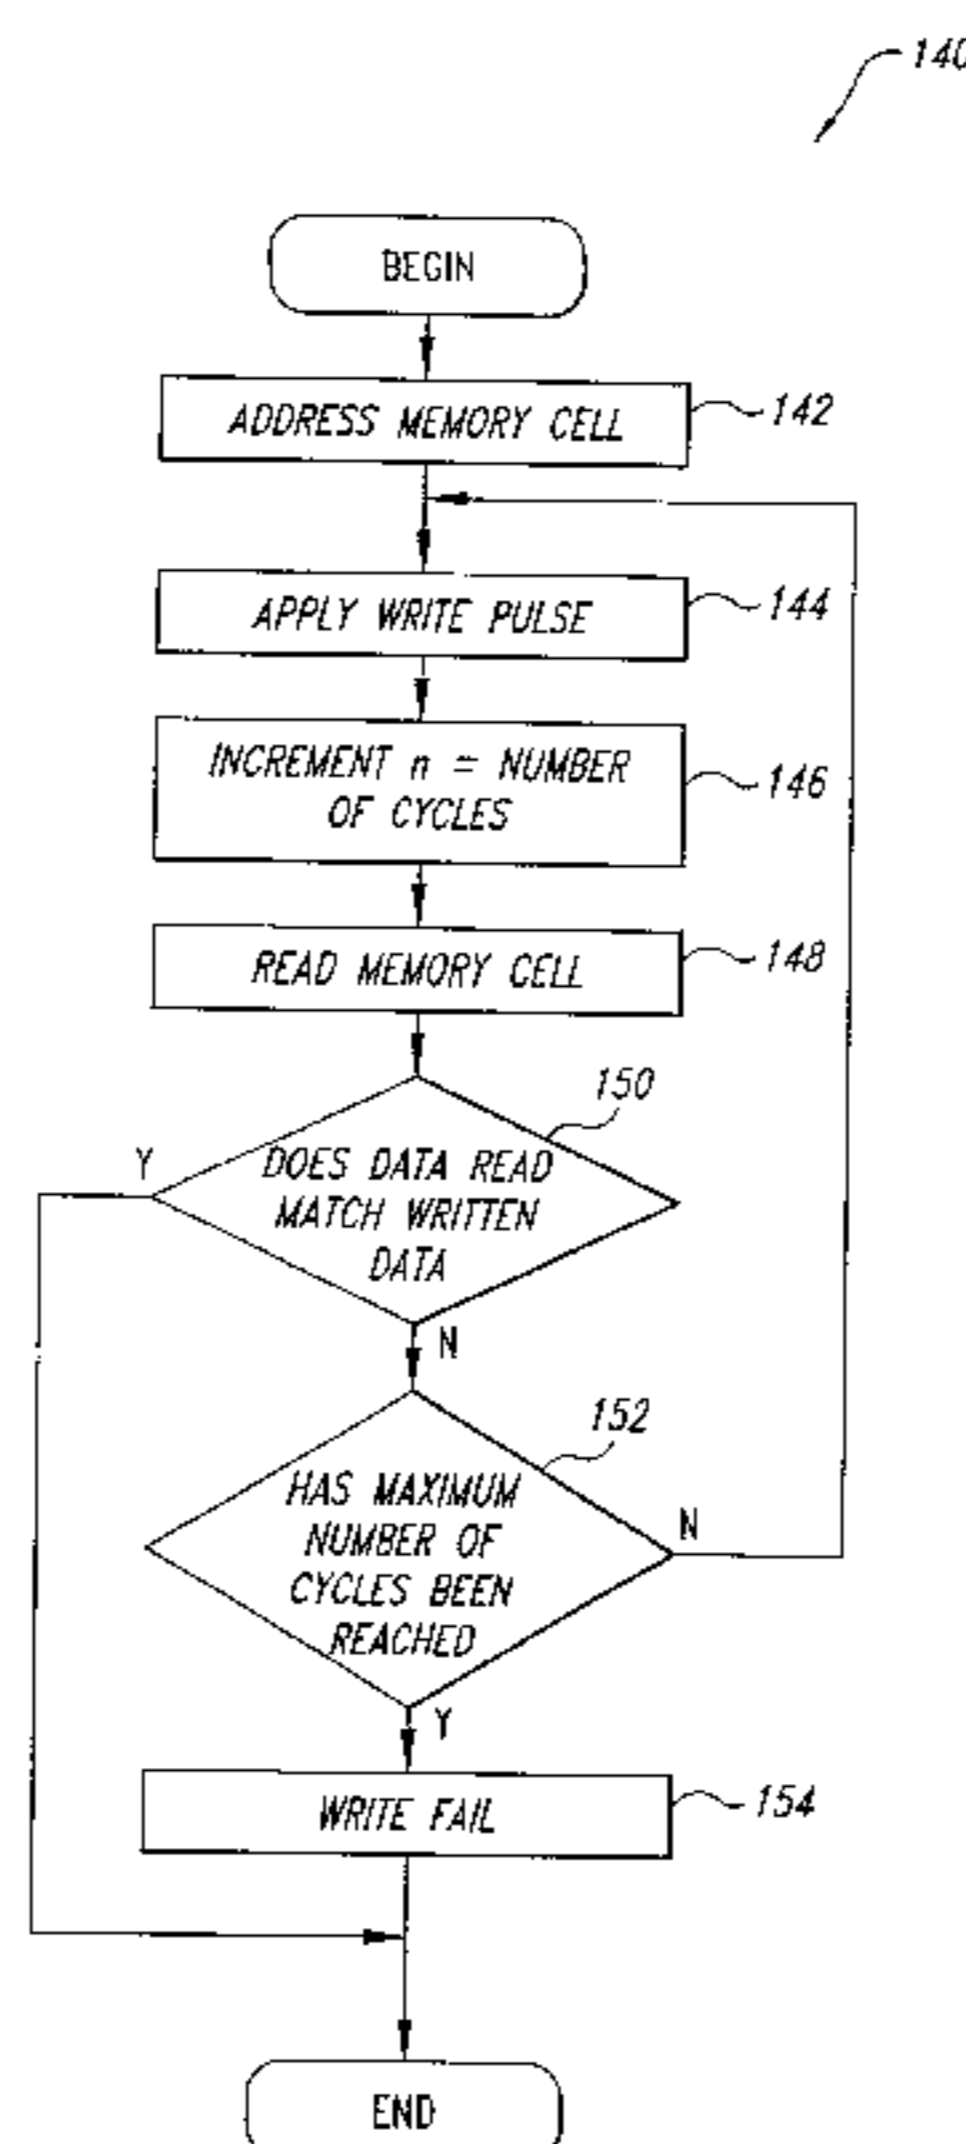 140
BEGIN
ADDRESS MEMORY CELL
142
APPLY WRITE PULSE
144
INCREMENT n = NUMBER
OF CYCLES
146
READ MEMORY CELL
148
150
Y
DOES DATA READ
MATCH WRITTEN
DATA
N
152
HAS MAXIMUM
NUMBER OF
CYCLES BEEN
REACHED
N
Y
WRITE FAIL
154
END